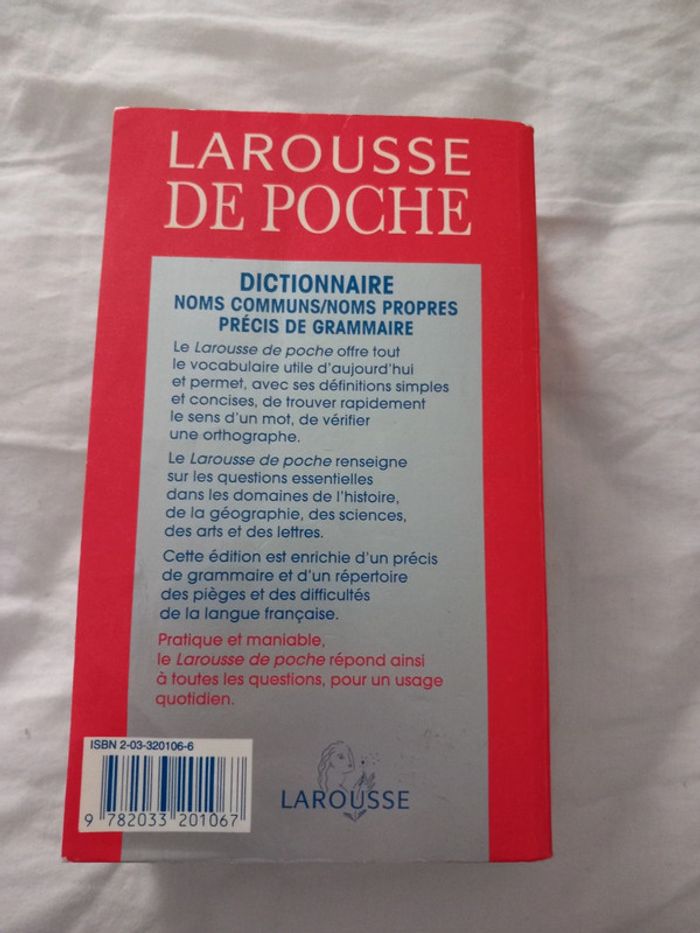 LAROUSSE
DE POCHE
DICTIONNAIRE
NOMS COMMUNS/NOMS PROPRES
PRÉCIS DE GRAMMAIRE
Le Larousse de poche offre tout
le vocabulaire utile d'aujourd'hui
et permet, avec ses définitions simples
et concises, de trouver rapidement
le sens d'un mot, de vérifier
une orthographe.
Le Larousse de poche renseigne
sur les questions essentielles
dans les domaines de l'histoire,
de la géographie, des sciences,
des arts et des lettres.
Cette édition est enrichie d'un précis
de grammaire et d'un répertoire
des pièges et des difficultés
de la langue française.
Pratique et maniable,
le Larousse de poche répond ainsi
à toutes les questions, pour un usage
quotidien.
ISBN 2-03-320106-6
9 782033 201067
LAROUSSE